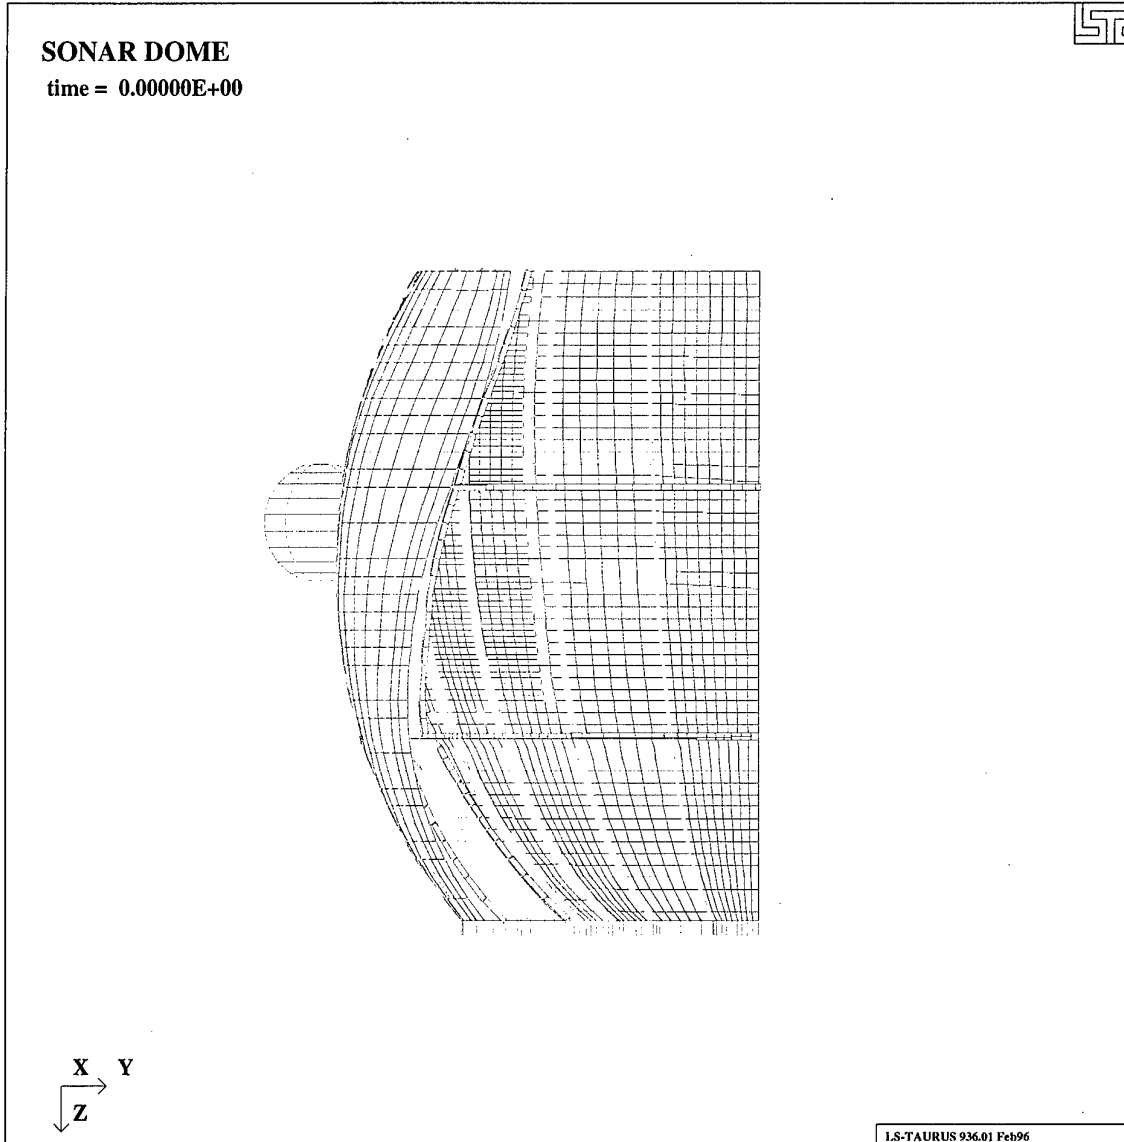 SONAR DOME
time = 0.00000E+00
X Y
Z
LS-TAURUS 936.01 Feb96